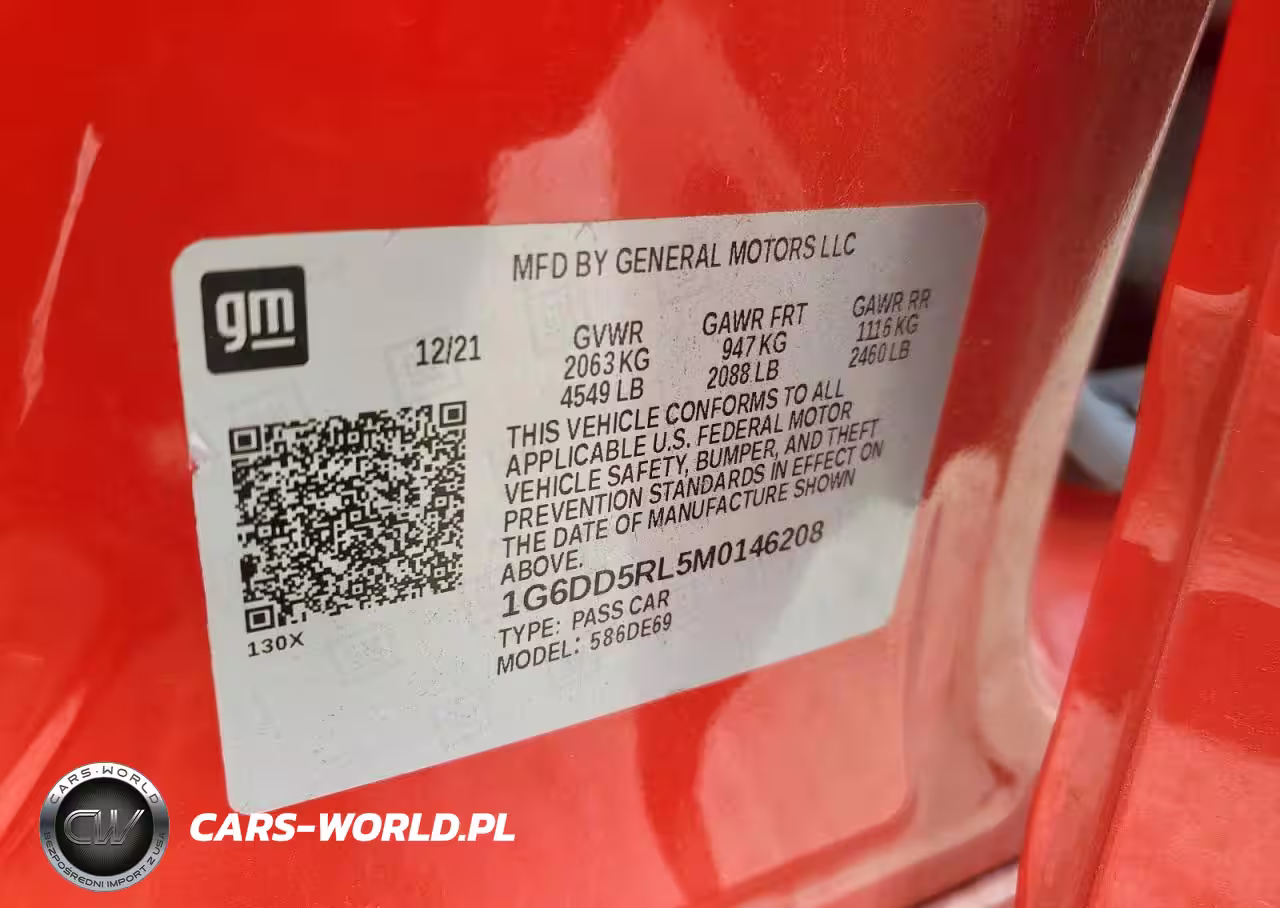 MFD BY GENERAL MOTORS LLC
gm
12/21
GVWR
2063 KG
4549 LB
GAWR FRT
947 KG
2088 LB
GAWR RR
1116 KG
2460 LB
THIS VEHICLE CONFORMS TO ALL
APPLICABLE U.S. FEDERAL MOTOR
VEHICLE SAFETY, BUMPER, AND THEFT
PREVENTION STANDARDS IN EFFECT ON
THE DATE OF MANUFACTURE SHOWN
ABOVE.
1G6DD5RL5M0146208
TYPE: PASS CAR
MODEL: 586DE69
130X
CARS-WORLD
CW
BEZPOŚREDNI IMPORT Z USA
CARS-WORLD.PL